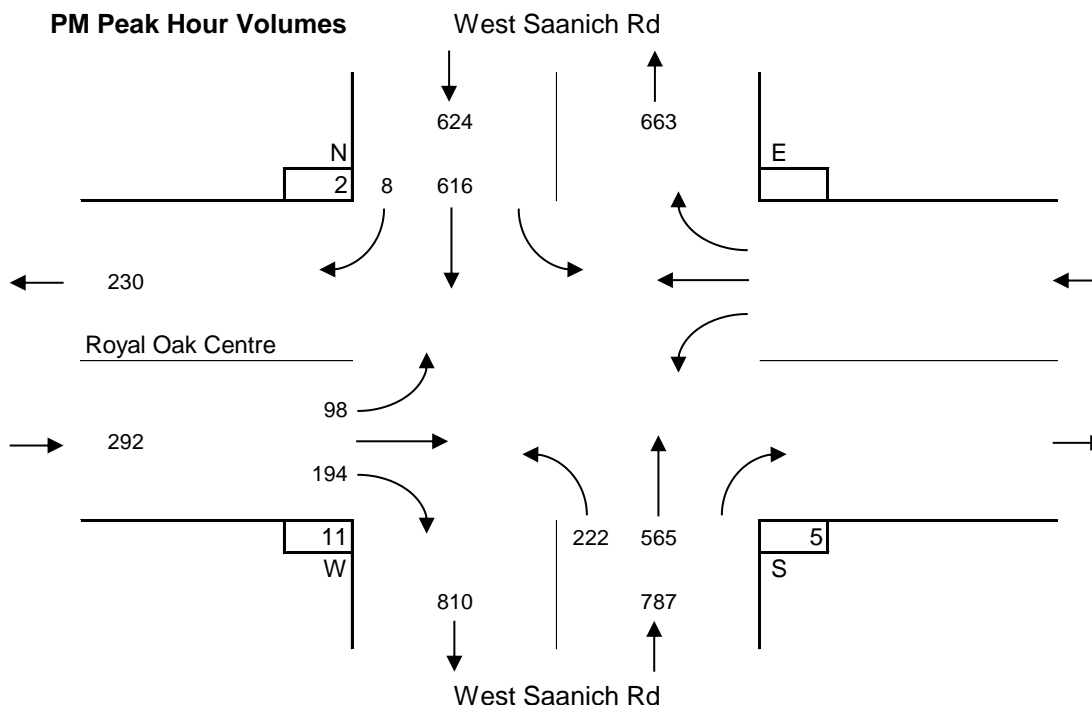 PM Peak Hour Volumes West Saanich Rd
624 663
N E
2 8 616
230
Royal Oak Centre
98
292
194
11 222 565 5
W S
810 787
West Saanich Rd